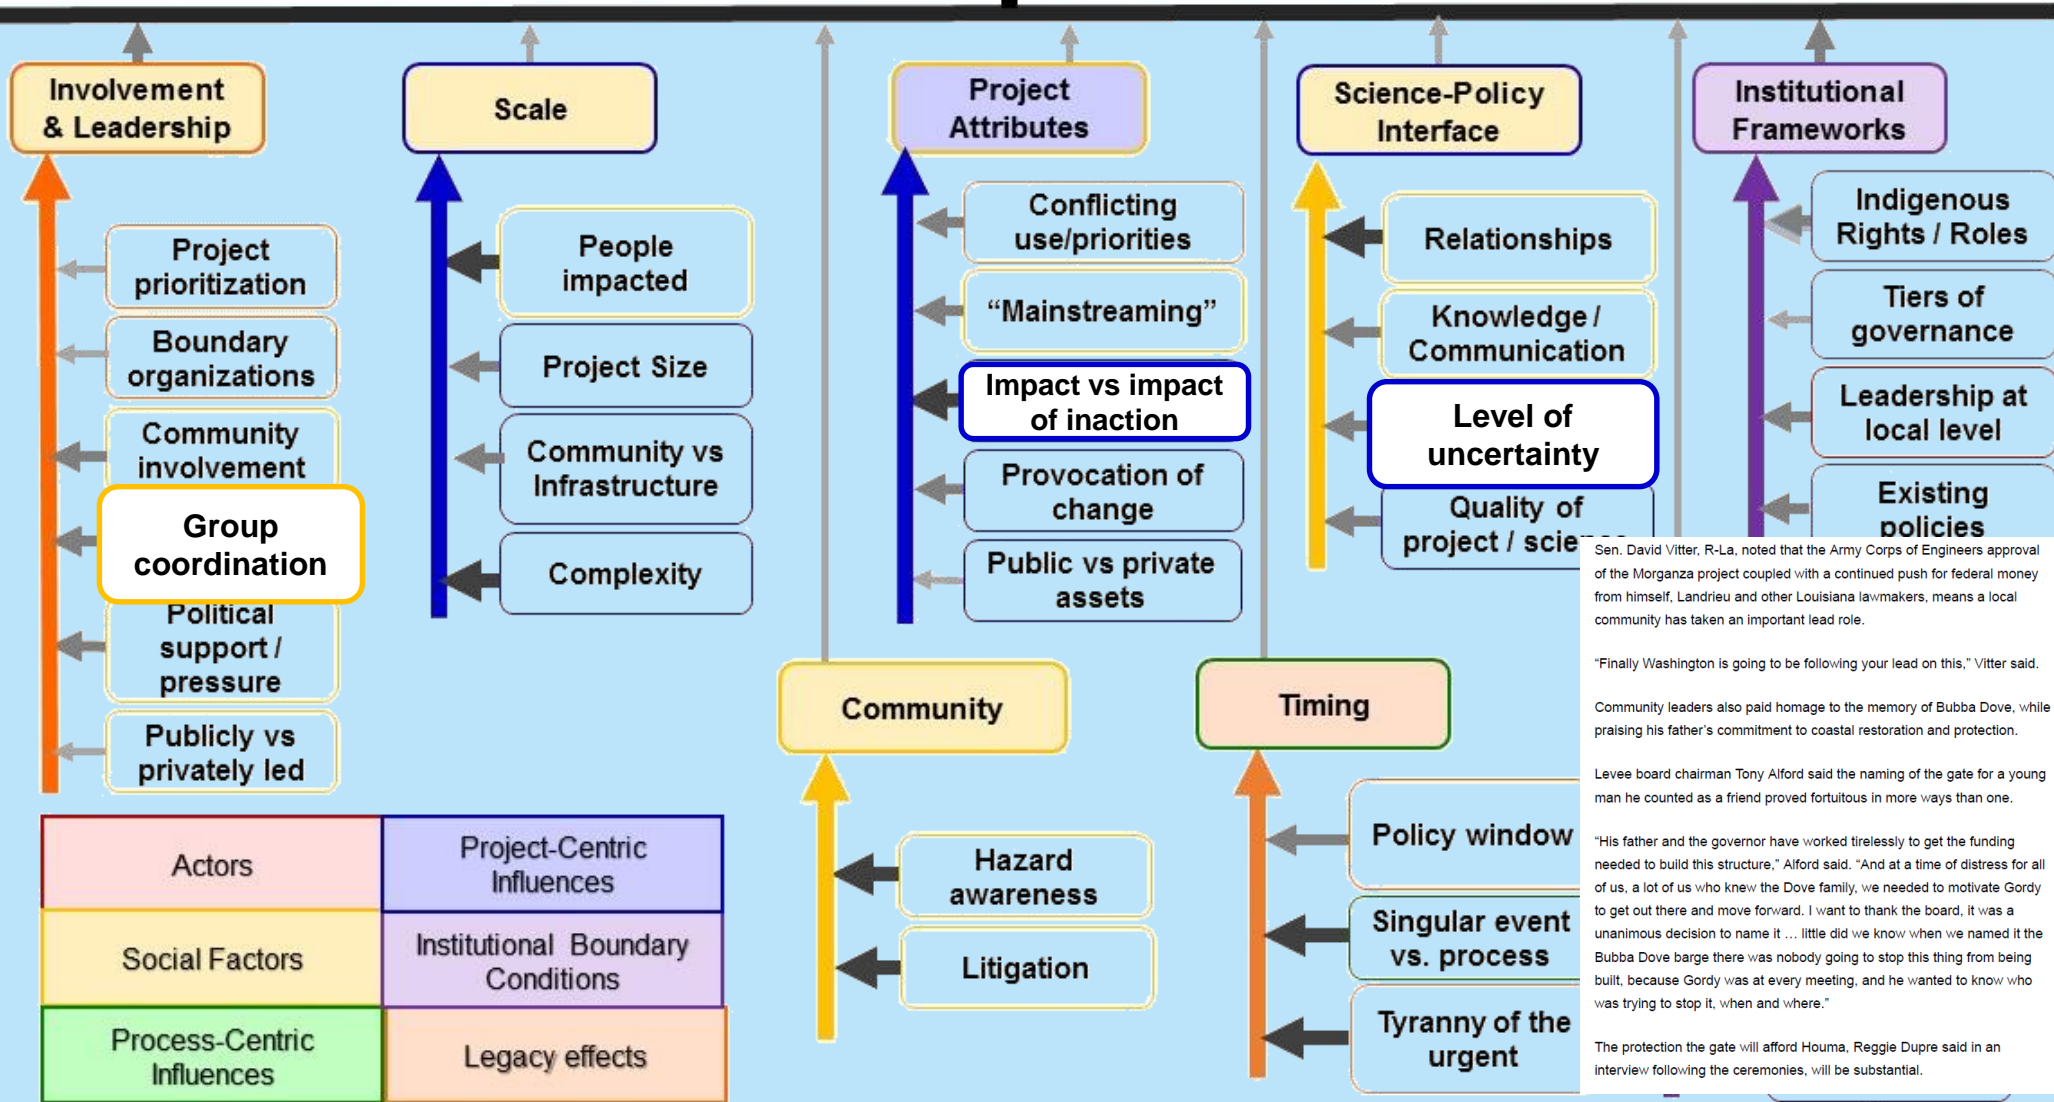 Involvement
& Leadership
Project
prioritization
Boundary
organizations
Community
involvement
Group
coordination
Political
support /
pressure
Publicly vs
privately led
Scale
People
impacted
Project Size
Community vs
Infrastructure
Complexity
Project
Attributes
Conflicting
use/priorities
“Mainstreaming”
Impact vs impact
of inaction
Provocation of
change
Public vs private
assets
Science-Policy
Interface
Relationships
Knowledge /
Communication
Level of
uncertainty
Quality of
project / science
Institutional
Frameworks
Indigenous
Rights / Roles
Tiers of
governance
Leadership at
local level
Existing
policies
Community
Hazard
awareness
Litigation
Timing
Policy window
Singular event
vs. process
Tyranny of the
urgent
Actors
Project-Centric
Influences
Social Factors
Institutional Boundary
Conditions
Process-Centric
Influences
Legacy effects
Sen. David Vitter, R-La, noted that the Army Corps of Engineers approval
of the Morganza project coupled with a continued push for federal money
from himself, Landrieu and other Louisiana lawmakers, means a local
community has taken an important lead role.
“Finally Washington is going to be following your lead on this,” Vitter said.
Community leaders also paid homage to the memory of Bubba Dove, while
praising his father’s commitment to coastal restoration and protection.
Levee board chairman Tony Alford said the naming of the gate for a young
man he counted as a friend proved fortuitous in more ways than one.
“His father and the governor have worked tirelessly to get the funding
needed to build this structure,” Alford said. “And at a time of distress for all
of us, a lot of us who knew the Dove family, we needed to motivate Gordy
to get out there and move forward. I want to thank the board, it was a
unanimous decision to name it … little did we know when we named it the
Bubba Dove barge there was nobody going to stop this thing from being
built, because Gordy was at every meeting, and he wanted to know who
was trying to stop it, when and where.”
The protection the gate will afford Houma, Reggie Dupre said in an
interview following the ceremonies, will be substantial.